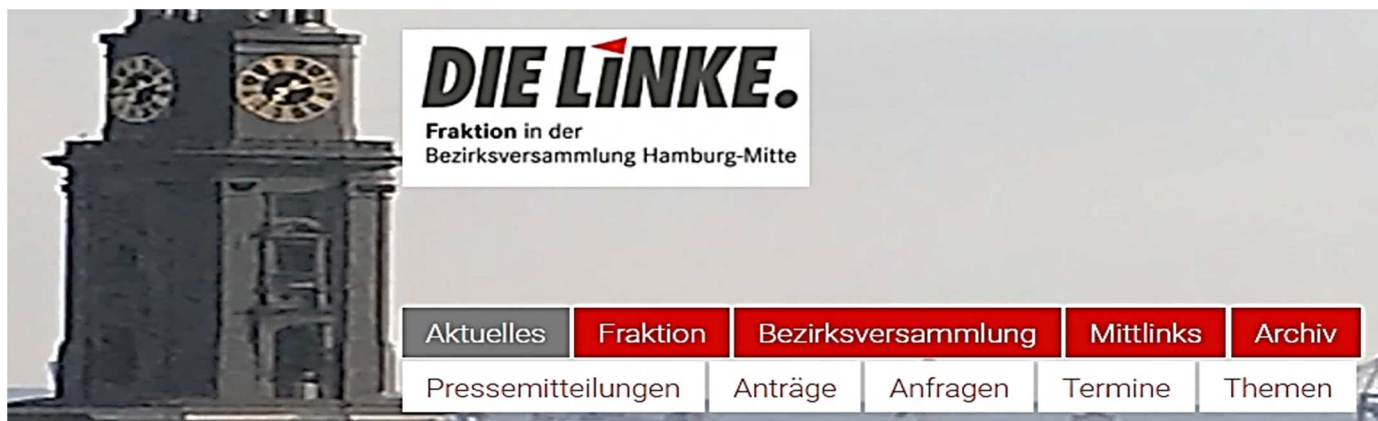 DIE LINKE.
Fraktion in der
Bezirksversammlung Hamburg-Mitte
Aktuelles Fraktion Bezirksversammlung Mittlinks Archiv
Pressemitteilungen Anträge Anfragen Termine Themen